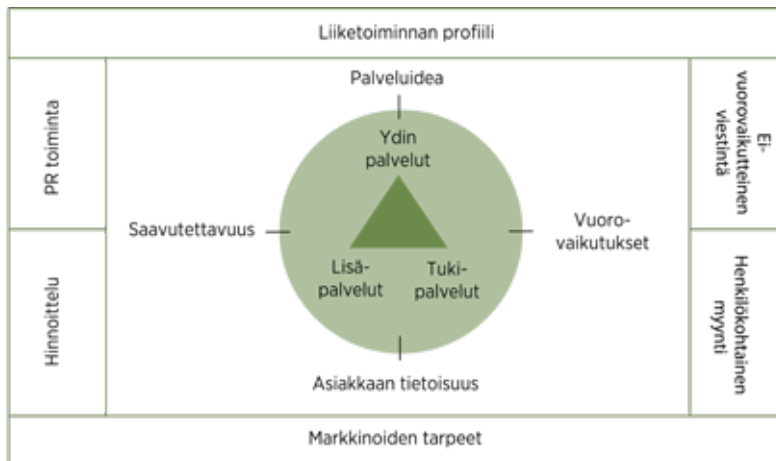 Liiketoiminnan profiili
PR toiminta
Palveluidea
Ei-
vuorovaikutteinen
viestintä
Ydin
palvelut
Saavutettavuus
Vuoro-
vaikutukset
Lisä-
palvelut
Tuki-
palvelut
Hinnoittelu
Henkilökohtainen
myynti
Asiakkaan tietoisuus
Markkinoiden tarpeet